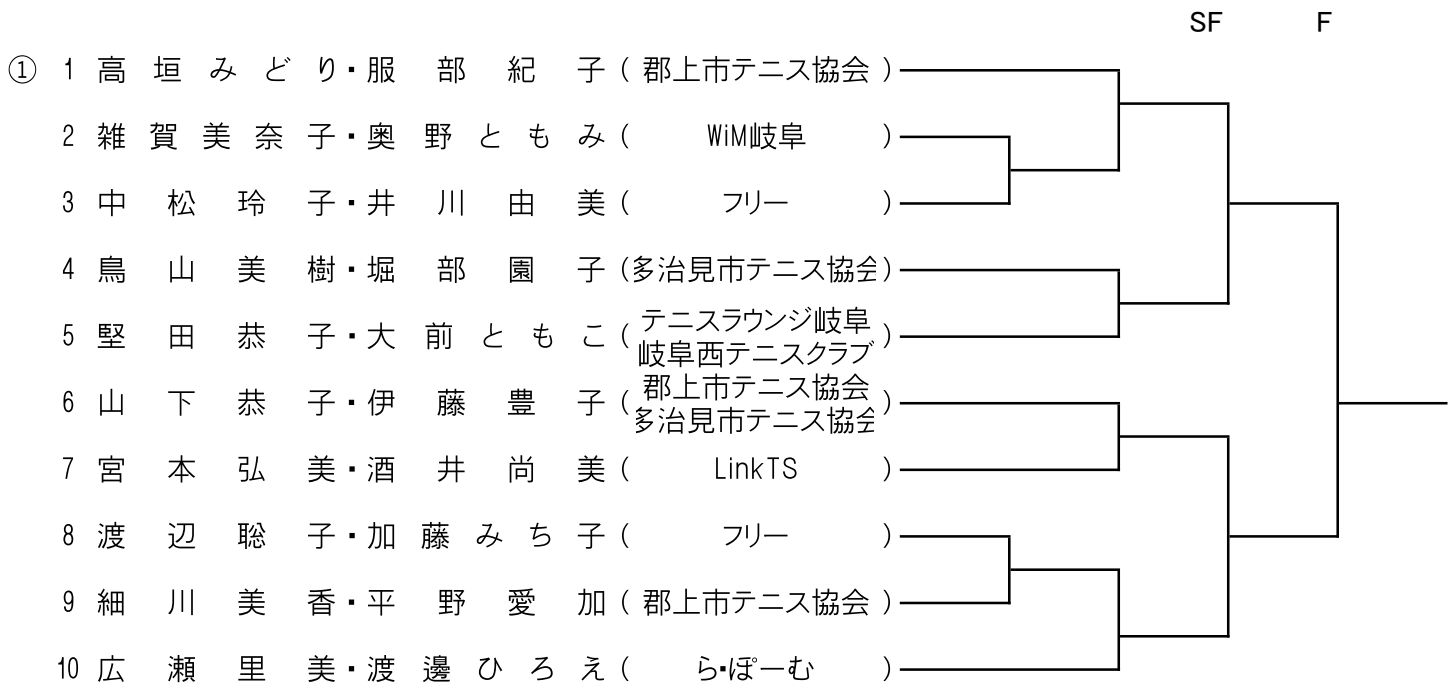 SF F
① 1 高垣みどり・服部紀子(郡上市テニス協会)
2 雑賀美奈子・奥野ともみ(WiM岐阜)
3 中松玲子・井川由美(フリー)
4 鳥山美樹・堀部園子(多治見市テニス協会)
5 堅田恭子・大前ともこ(テニスラウンジ岐阜
岐阜西テニスクラブ)
6 山下恭子・伊藤豊子(郡上市テニス協会
多治見市テニス協会)
7 宮本弘美・酒井尚美(LinkTS)
8 渡辺聡子・加藤みち子(フリー)
9 細川美香・平野愛加(郡上市テニス協会)
10 広瀬里美・渡邊ひろえ(ら・ぽーむ)